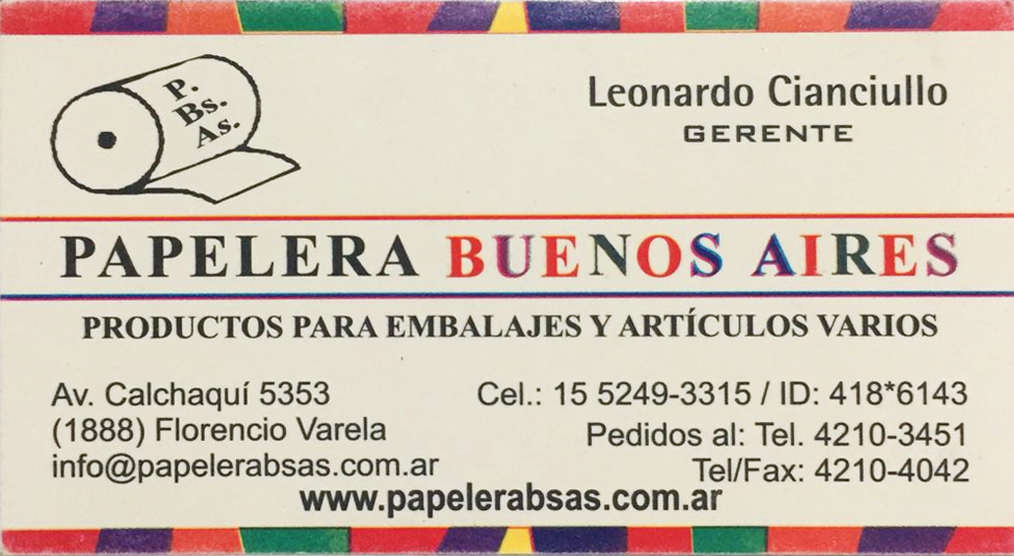 P.
Bs.
As.
Leonardo Cianciullo
GERENTE
PAPELERA BUENOS AIRES
PRODUCTOS PARA EMBALAJES Y ARTÍCULOS VARIOS
Av. Calchaquí 5353
(1888) Florencio Varela
info@papelerabsas.com.ar
Cel.: 15 5249-3315 / ID: 418*6143
Pedidos al: Tel. 4210-3451
Tel/Fax: 4210-4042
www.papelerabsas.com.ar